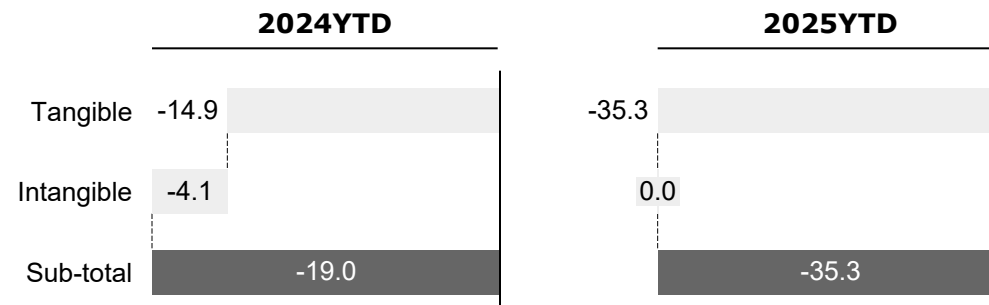 2024YTD 2025YTD
Tangible -14.9 -35.3
Intangible -4.1 0.0
Sub-total -19.0 -35.3